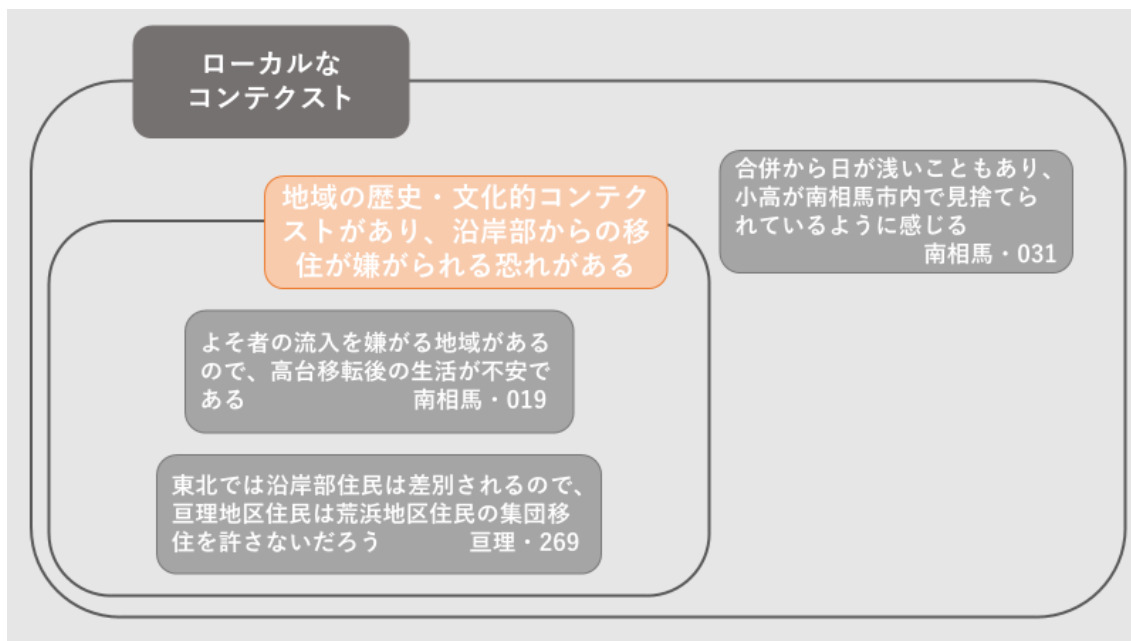 ローカルな
コンテクスト
地域の歴史・文化的コンテク
ストがあり、沿岸部からの移
住が嫌がられる恐れがある
合併から日が浅いこともあり、
小高が南相馬市内で見捨てら
れているように感じる
南相馬・031
よそ者の流入を嫌がる地域がある
ので、高台移転後の生活が不安で
ある 南相馬・019
東北では沿岸部住民は差別されるので、
亘理地区住民は荒浜地区住民の集団移
住を許さないだろう 亘理・269